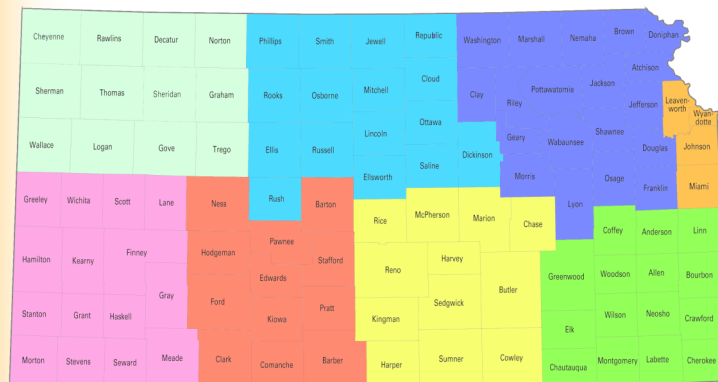 Cheyenne Rawlins Decatur Norton Phillips Smith Jewell Republic Washington Marshall Nemaha Brown Doniphan
Atchison
Sherman Thomas Sheridan Graham Rooks Osborne Mitchell Cloud Clay Riley Pottawatomie Jackson Jefferson Leaven-
worth
Wyan-
dotte
Wallace Logan Gove Trego Ellis Russell Lincoln Ottawa Geery Wabaunsee Shawnee Douglas Johnson
Ellsworth Saline Dickinson Morris Osage Franklin Miami
Greeley Wichita Scott Lane Ness Rush Barton Rice McPherson Marion Chase Lyon Coffey Anderson Linn
Hamilton Kearny Finney Hodgeman Pawnee Stafford Reno Harvey Greenwood Woodson Allen Bourbon
Gray Edwards Sedgwick Butler
Stanton Grant Haskell Ford Kiowa Pratt Kingman Elk Wilson Neosho Crawford
Morton Stevens Seward Meade Clark Comanche Barber Harper Sumner Cowley Chautauqua Montgomery Labette Cherokee